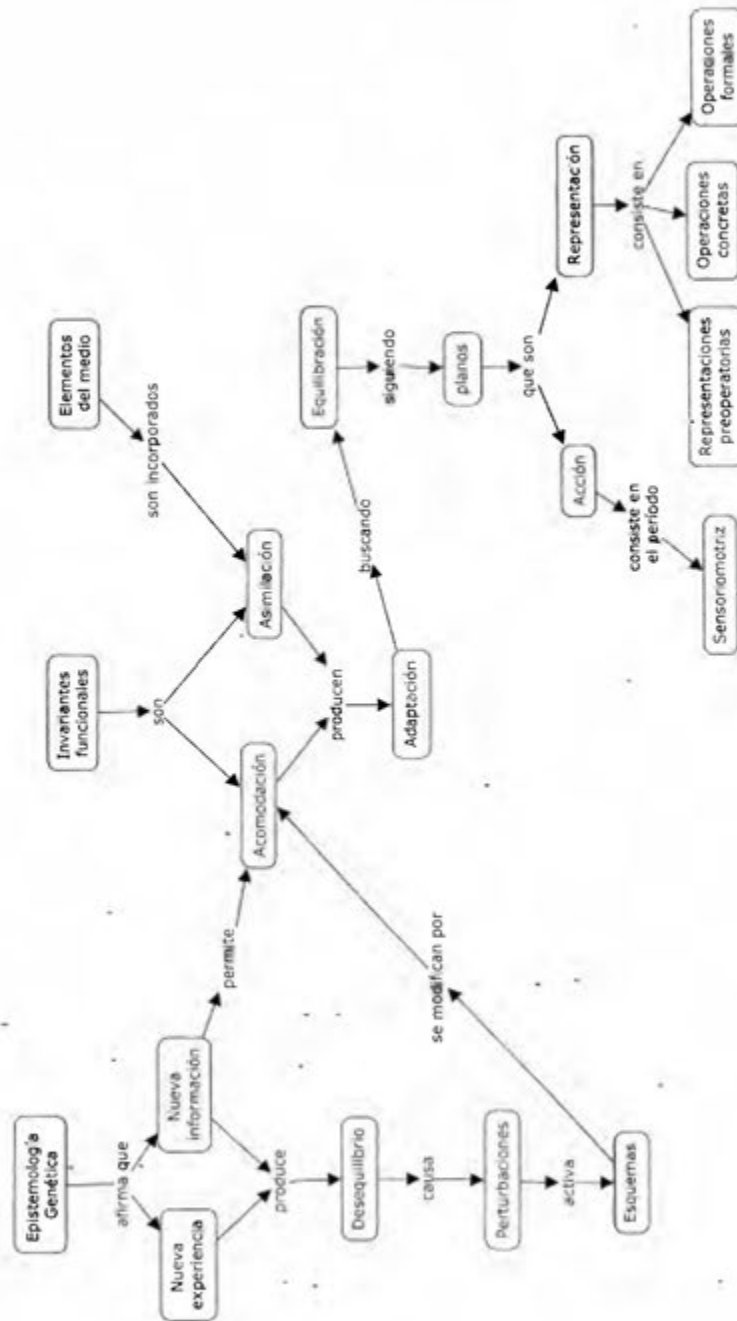 Epistemolog'a
Genética
afirma que
Nueva
experiencia
Nueva
información
permite
produce
Desequilibrio
causa
Perturbaciones
activa
Esquemas
se modifican por
Invariantes
funcionales
son
Acomodación
Asimilación
Elementos
del medio
son incorporados
producen
Adaptación
buscando
Equilibración
siguiendo
planos
que son
Acción
consiste en
el período
Sensoriomotriz
Representación
consiste en
Representaciones
preoperatorias
Operaciones
concretas
Operaciones
formales